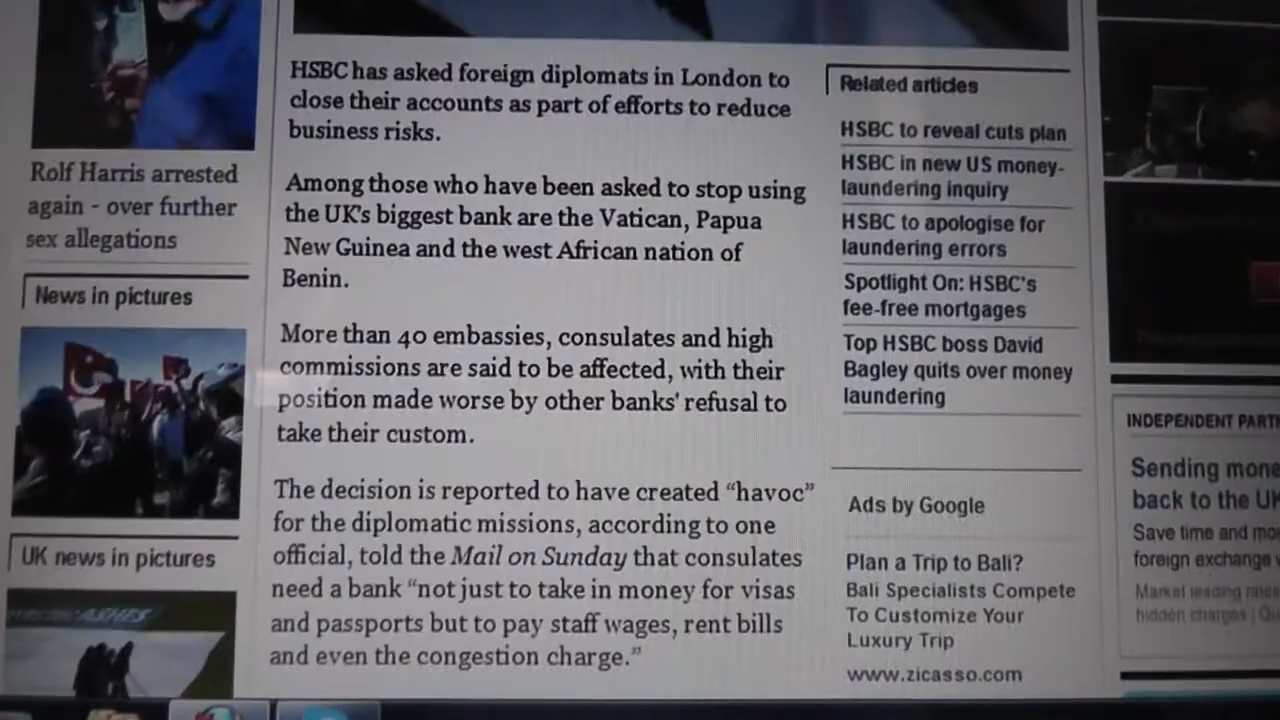 Rolf Harris arrested
again - over further
sex allegations
News in pictures
UK news in pictures
ASHES
HSBC has asked foreign diplomats in London to
close their accounts as part of efforts to reduce
business risks.
Among those who have been asked to stop using
the UK's biggest bank are the Vatican, Papua
New Guinea and the west African nation of
Benin.
More than 40 embassies, consulates and high
commissions are said to be affected, with their
position made worse by other banks' refusal to
take their custom.
The decision is reported to have created “havoc”
for the diplomatic missions, according to one
official, told the Mail on Sunday that consulates
need a bank “not just to take in money for visas
and passports but to pay staff wages, rent bills
and even the congestion charge.”
Related articles
HSBC to reveal cuts plan
HSBC in new US money-
laundering inquiry
HSBC to apologise for
laundering errors
Spotlight On: HSBC's
fee-free mortgages
Top HSBC boss David
Bagley quits over money
laundering
Ads by Google
Plan a Trip to Bali?
Bali Specialists Compete
To Customize Your
Luxury Trip
www.zicasso.com
INDEPENDENT PARTN
Sending mone
back to the UK
Save time and mo
foreign exchange
Market leading
hidden charges |